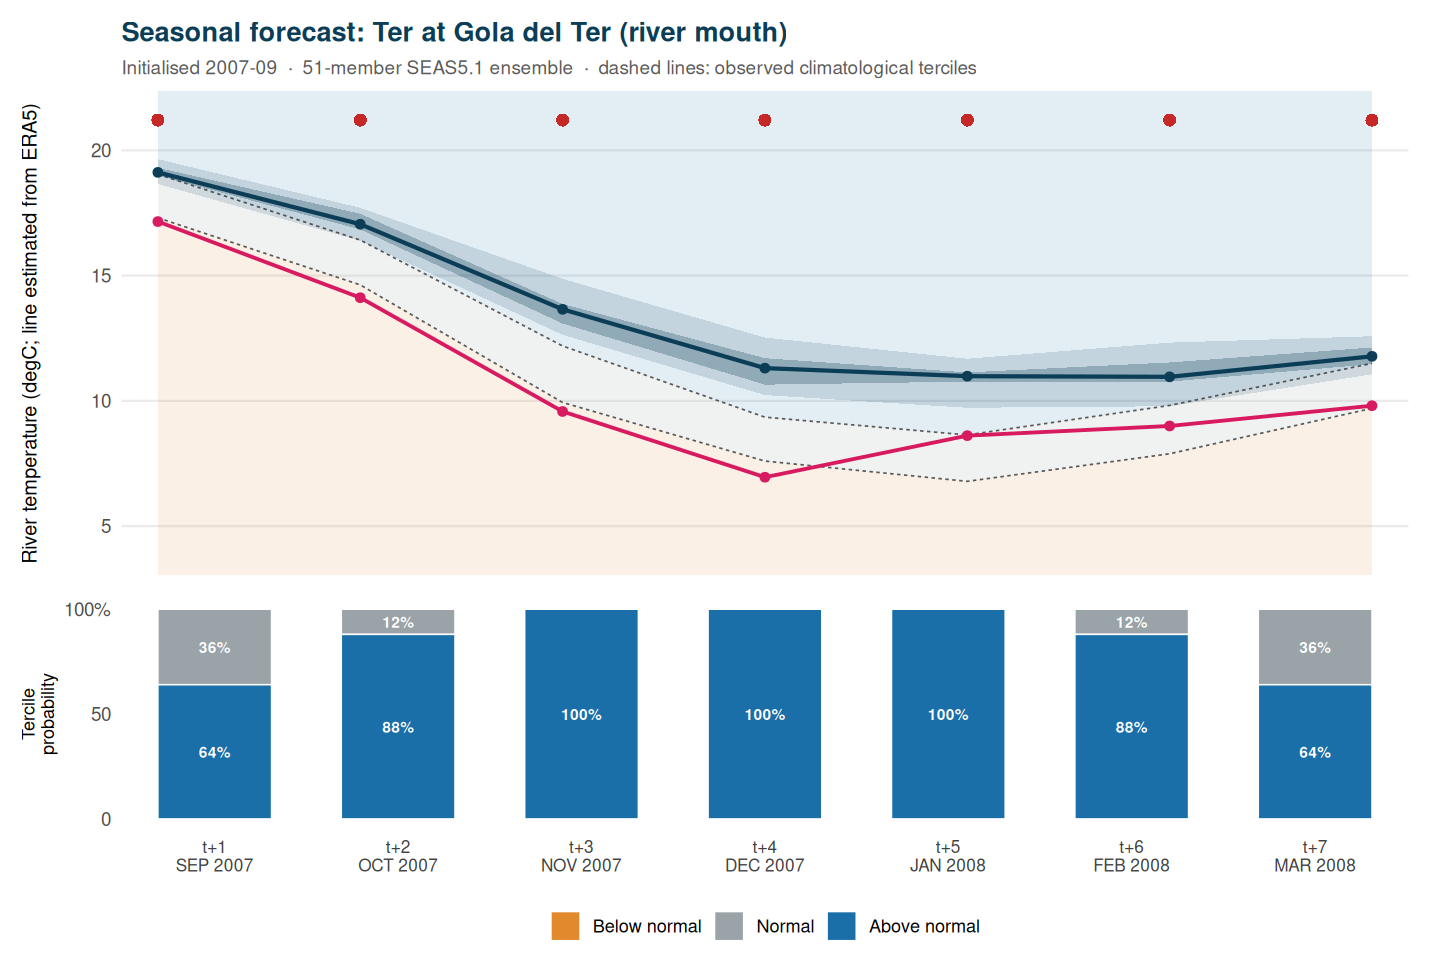 Seasonal forecast: Ter at Gola del Ter (river mouth)
Initialised 2007-09 · 51-member SEAS5.1 ensemble · dashed lines: observed climatological terciles
River temperature (degC; line estimated from ERA5)
20
15
10
5
Tercile
probability
100%
50
0
36%
64%
12%
88%
100%
100%
100%
12%
88%
36%
64%
t+1
SEP 2007
t+2
OCT 2007
t+3
NOV 2007
t+4
DEC 2007
t+5
JAN 2008
t+6
FEB 2008
t+7
MAR 2008
Below normal
Normal
Above normal